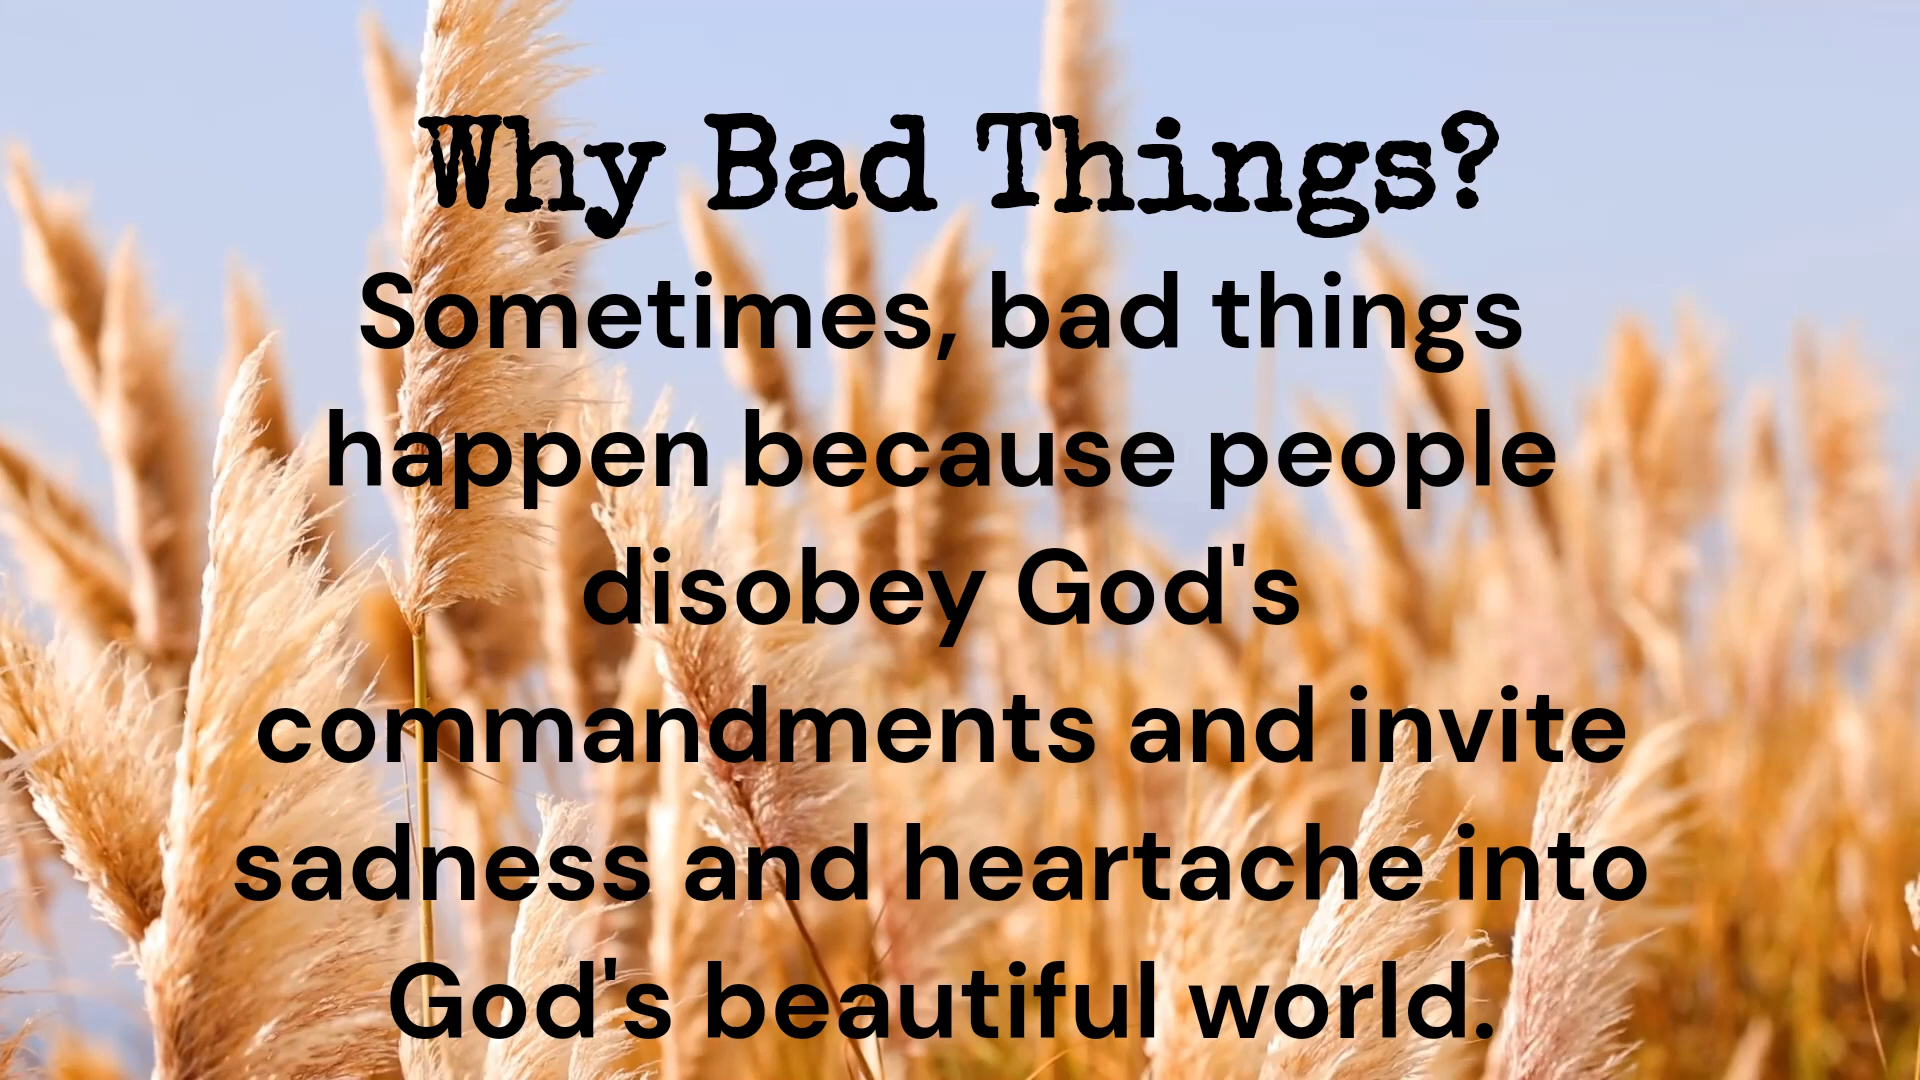 Why Bad Things?
Sometimes, bad things
happen because people
disobey God's
commandments and invite
sadness and heartache into
God's beautiful world.